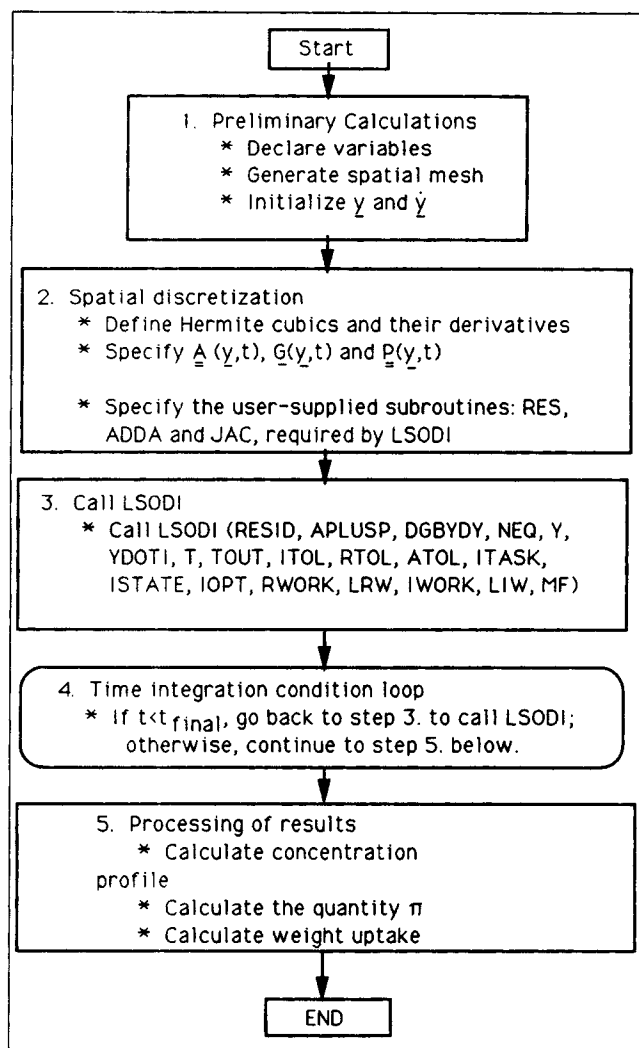 Start
1. Preliminary Calculations
* Declare variables
* Generate spatial mesh
* Initialize y and ẏ
2. Spatial discretization
* Define Hermite cubics and their derivatives
* Specify A (y,t), G(y,t) and P(y,t)
* Specify the user-supplied subroutines: RES,
ADDA and JAC, required by LSODI
3. Call LSODI
* Call LSODI (RESID, APLUSP, DGBYDY, NEQ, Y,
YDOTI, T, TOUT, ITOL, RTOL, ATOL, ITASK,
ISTATE, IOPT, RWORK, LRW, IWORK, LIW, MF)
4. Time integration condition loop
* If t<t final, go back to step 3. to call LSODI;
otherwise, continue to step 5. below.
5. Processing of results
* Calculate concentration
profile
* Calculate the quantity π
* Calculate weight uptake
END